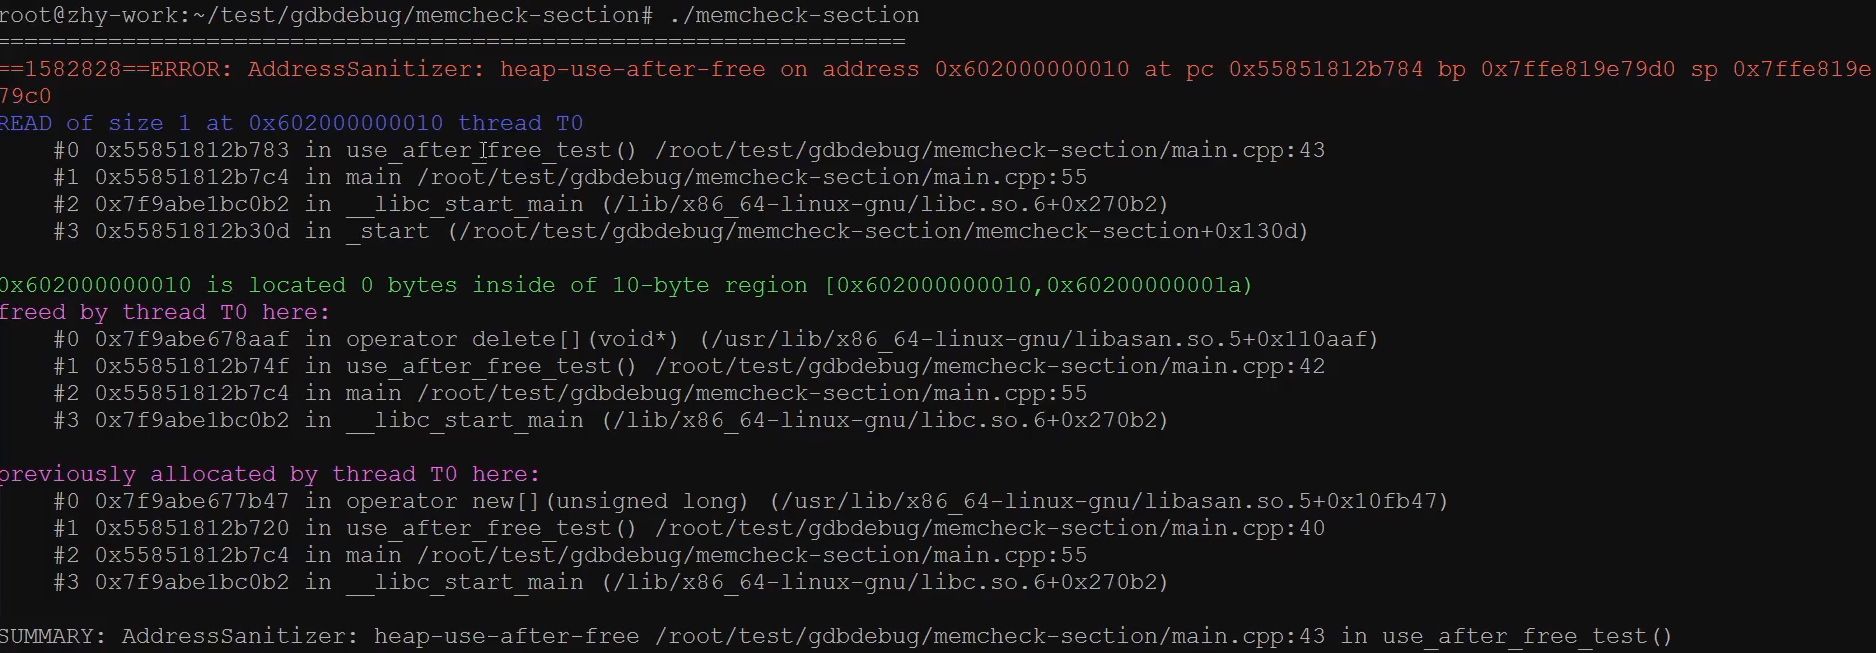 root@zhy-work:~/test/gdbdebug/memcheck-section# ./memcheck-section
=================================================================
==1582828==ERROR: AddressSanitizer: heap-use-after-free on address 0x602000000010 at pc 0x55851812b784 bp 0x7ffe819e79d0 sp 0x7ffe819e
79c0
READ of size 1 at 0x602000000010 thread T0
    #0 0x55851812b783 in use_after_free_test() /root/test/gdbdebug/memcheck-section/main.cpp:43
    #1 0x55851812b7c4 in main /root/test/gdbdebug/memcheck-section/main.cpp:55
    #2 0x7f9abe1bc0b2 in __libc_start_main (/lib/x86_64-linux-gnu/libc.so.6+0x270b2)
    #3 0x55851812b30d in _start (/root/test/gdbdebug/memcheck-section/memcheck-section+0x130d)

0x602000000010 is located 0 bytes inside of 10-byte region [0x602000000010,0x60200000001a)
freed by thread T0 here:
    #0 0x7f9abe678aaf in operator delete[](void*) (/usr/lib/x86_64-linux-gnu/libasan.so.5+0x110aaf)
    #1 0x55851812b74f in use_after_free_test() /root/test/gdbdebug/memcheck-section/main.cpp:42
    #2 0x55851812b7c4 in main /root/test/gdbdebug/memcheck-section/main.cpp:55
    #3 0x7f9abe1bc0b2 in __libc_start_main (/lib/x86_64-linux-gnu/libc.so.6+0x270b2)

previously allocated by thread T0 here:
    #0 0x7f9abe677b47 in operator new[](unsigned long) (/usr/lib/x86_64-linux-gnu/libasan.so.5+0x10fb47)
    #1 0x55851812b720 in use_after_free_test() /root/test/gdbdebug/memcheck-section/main.cpp:40
    #2 0x55851812b7c4 in main /root/test/gdbdebug/memcheck-section/main.cpp:55
    #3 0x7f9abe1bc0b2 in __libc_start_main (/lib/x86_64-linux-gnu/libc.so.6+0x270b2)

SUMMARY: AddressSanitizer: heap-use-after-free /root/test/gdbdebug/memcheck-section/main.cpp:43 in use_after_free_test()